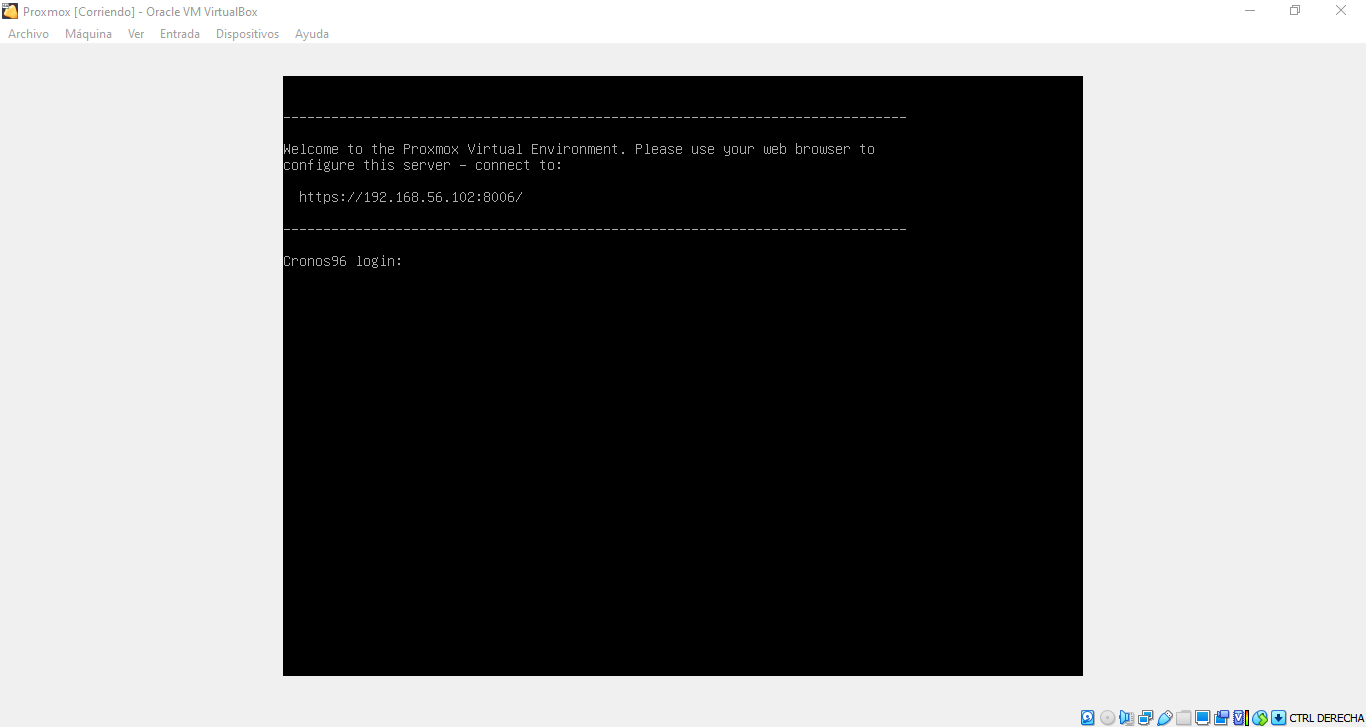 Proxmox [Corriendo] - Oracle VM VirtualBox
Archivo Máquina Ver Entrada Dispositivos Ayuda
------------------------------------------------------------------------------
Welcome to the Proxmox Virtual Environment. Please use your web browser to
configure this server - connect to:
https://192.168.56.102:8006/
------------------------------------------------------------------------------
Cronos96 login:
CTRL DERECHA